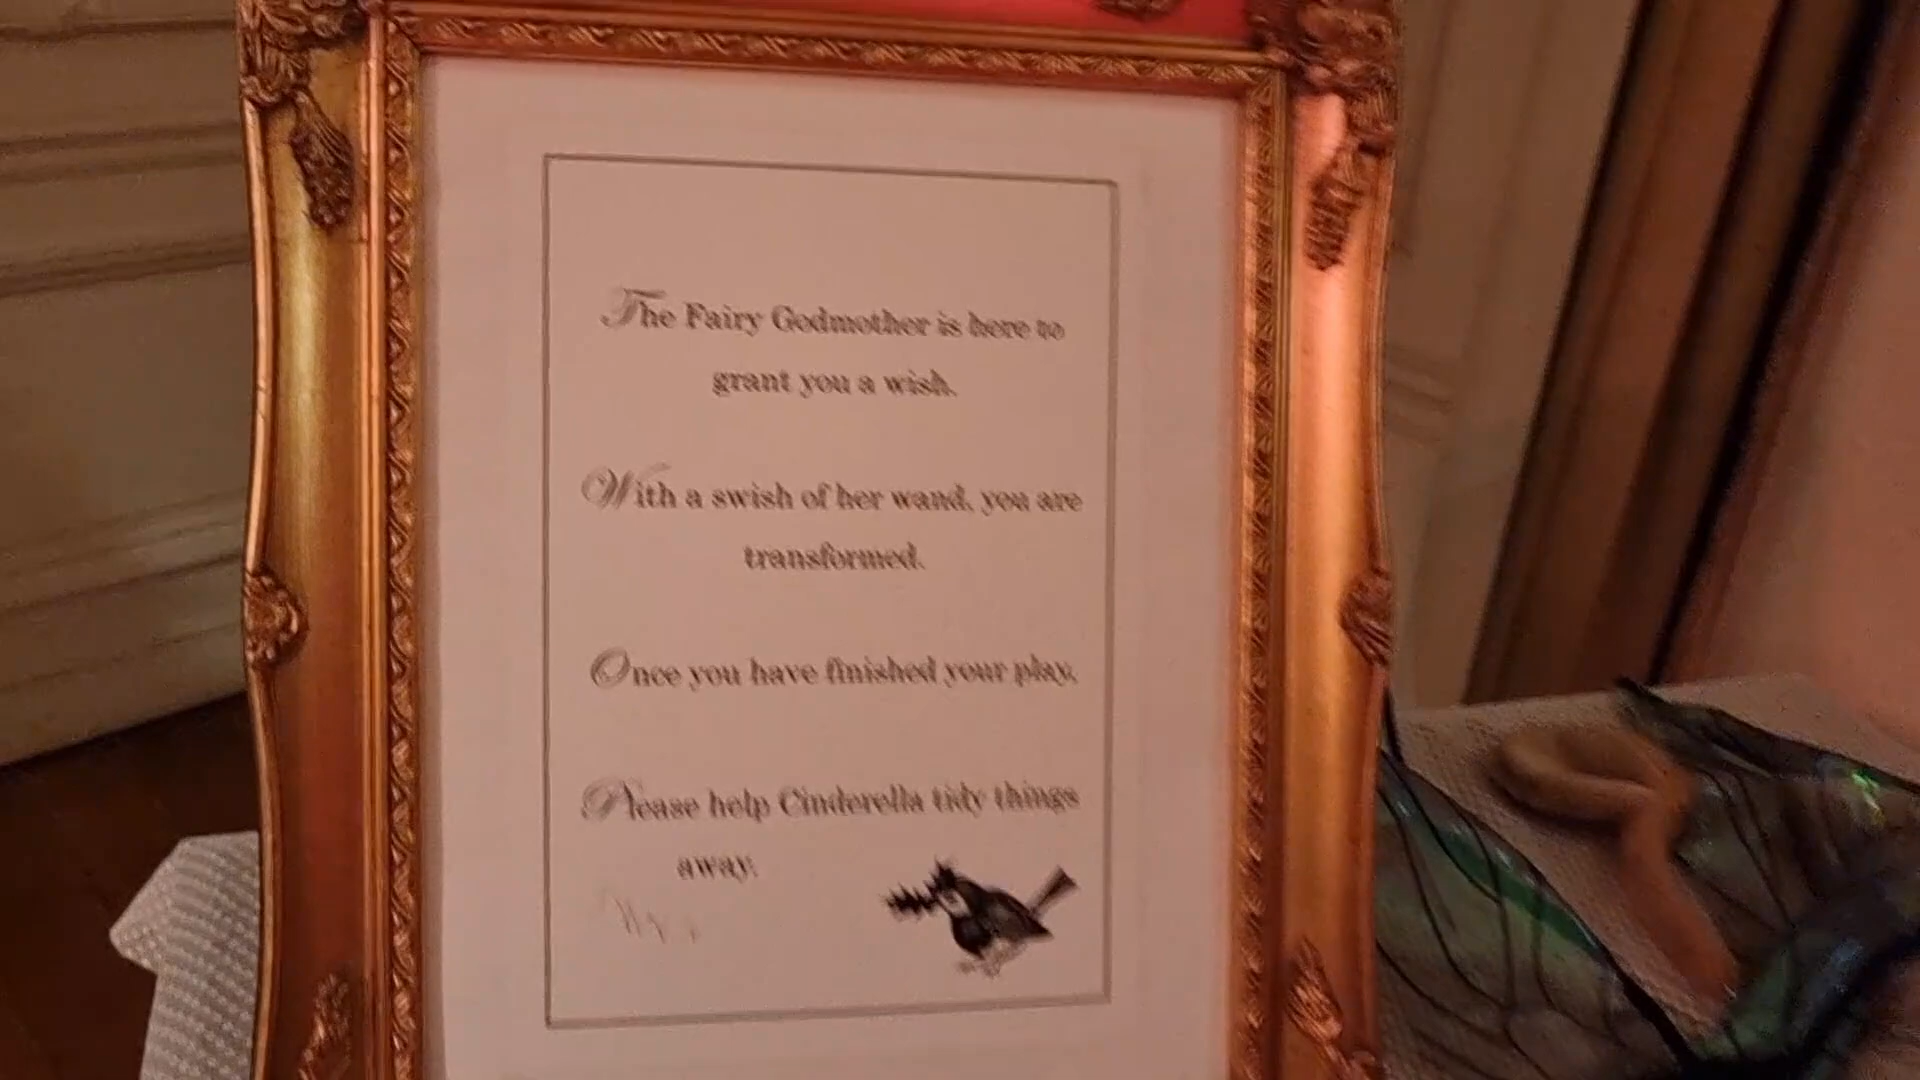 The Fairy Godmother is here to
grant you a wish.
With a swish of her wand, you are
transformed.
Once you have finished your play,
Please help Cinderella tidy things
away.